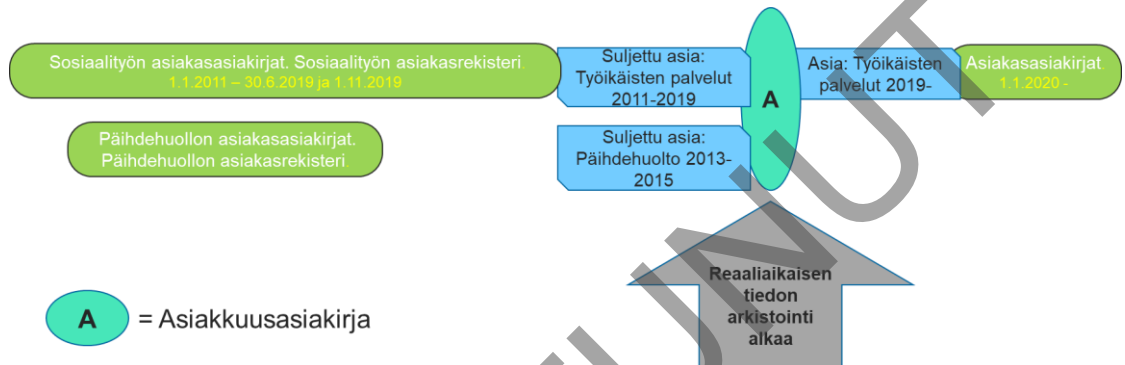 Sosiaalityön asiakasasiakirjat. Sosiaalityön asiakasrekisteri.
1.1.2011 – 30.6.2019 ja 1.11.2019
Suljettu asia:
Työikäisten palvelut
2011-2019
A
Asia: Työikäisten
palvelut 2019-
Asiakasasiakirjat.
1.1.2020 -
Päihdehuollon asiakasasiakirjat.
Päihdehuollon asiakasrekisteri.
Suljettu asia:
Päihdehuolto 2013-
2015
Reaaliaikaisen
tiedon
arkistointi
alkaa
A = Asiakkuusasiakirja